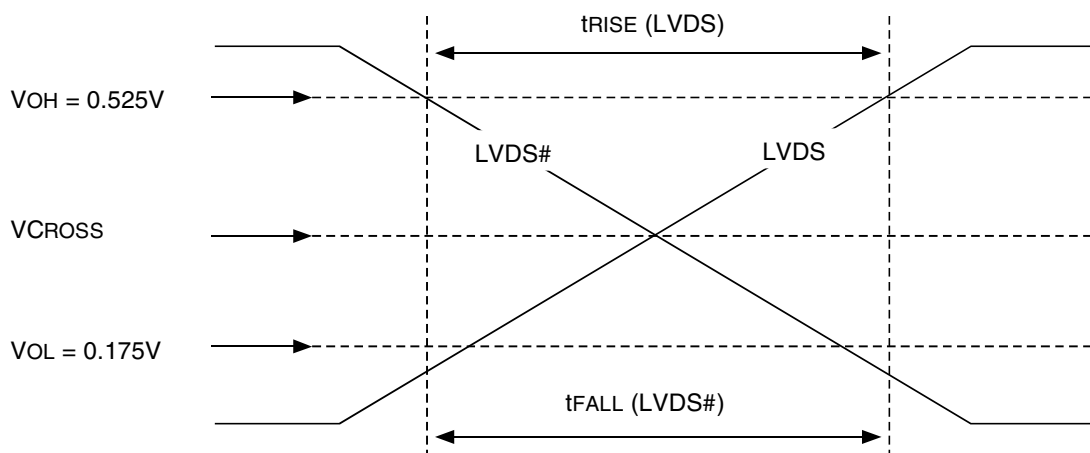 tRISE (LVDS)
VOH = 0.525V
LVDS#
LVDS
VCROSS
VOL = 0.175V
tFALL (LVDS#)